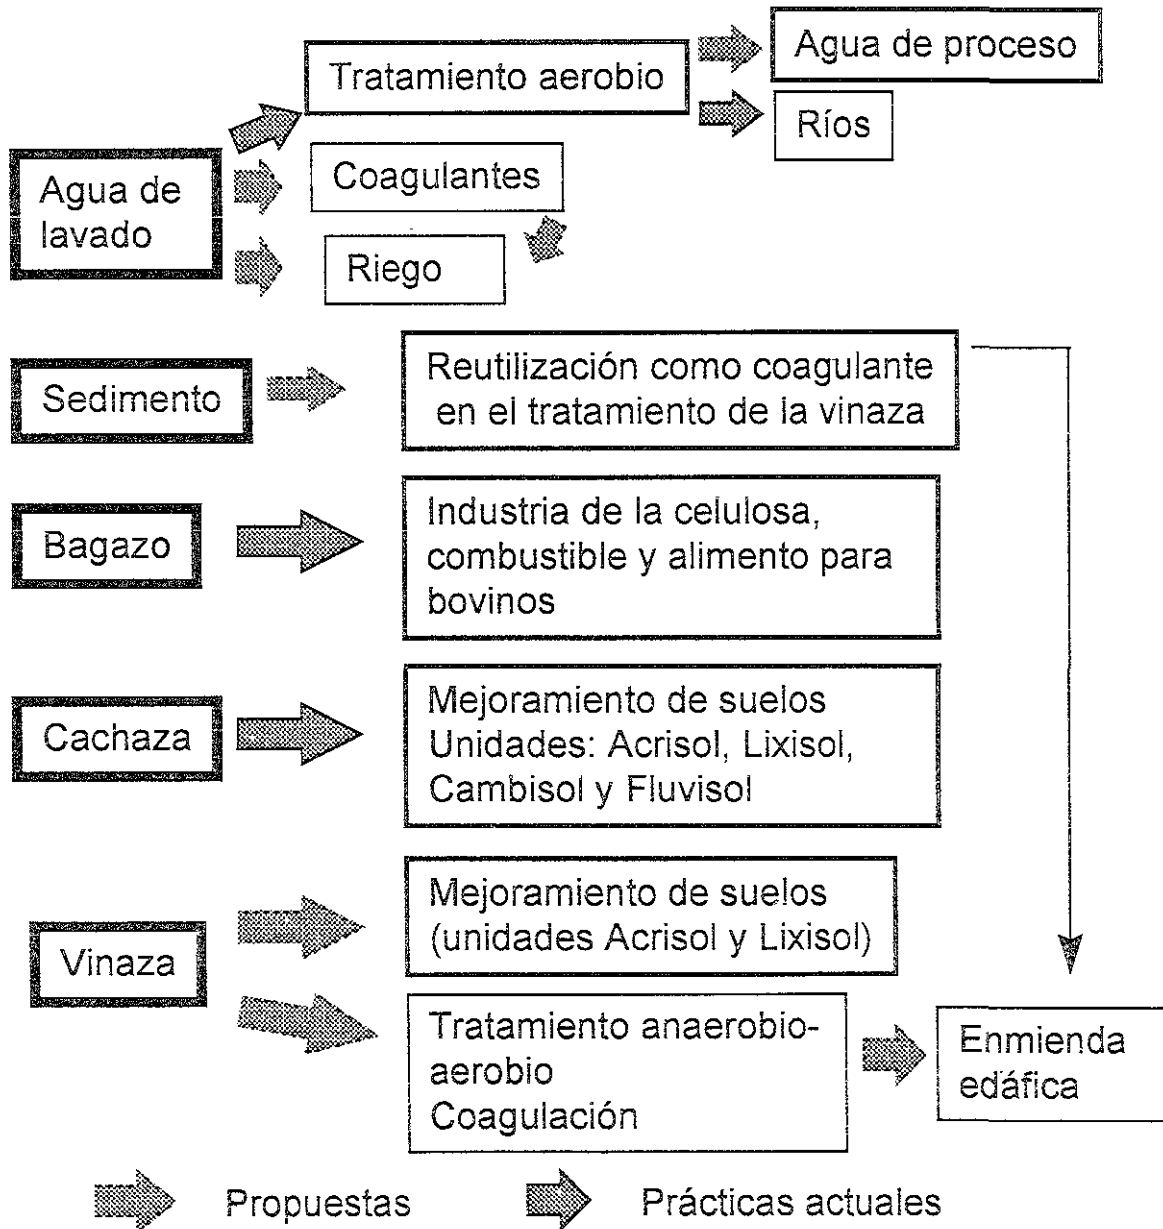 Tratamiento aerobio
Agua de proceso
Ríos
Agua de
lavado
Coagulantes
Riego
Sedimento
Reutilización como coagulante
en el tratamiento de la vinaza
Bagazo
Industria de la celulosa,
combustible y alimento para
bovinos
Cachaza
Mejoramiento de suelos
Unidades: Acrisol, Lixisol,
Cambisol y Fluvisol
Vinaza
Mejoramiento de suelos
(unidades Acrisol y Lixisol)
Tratamiento anaerobio-
aerobio
Coagulación
Enmienda
edáfica
Propuestas
Prácticas actuales